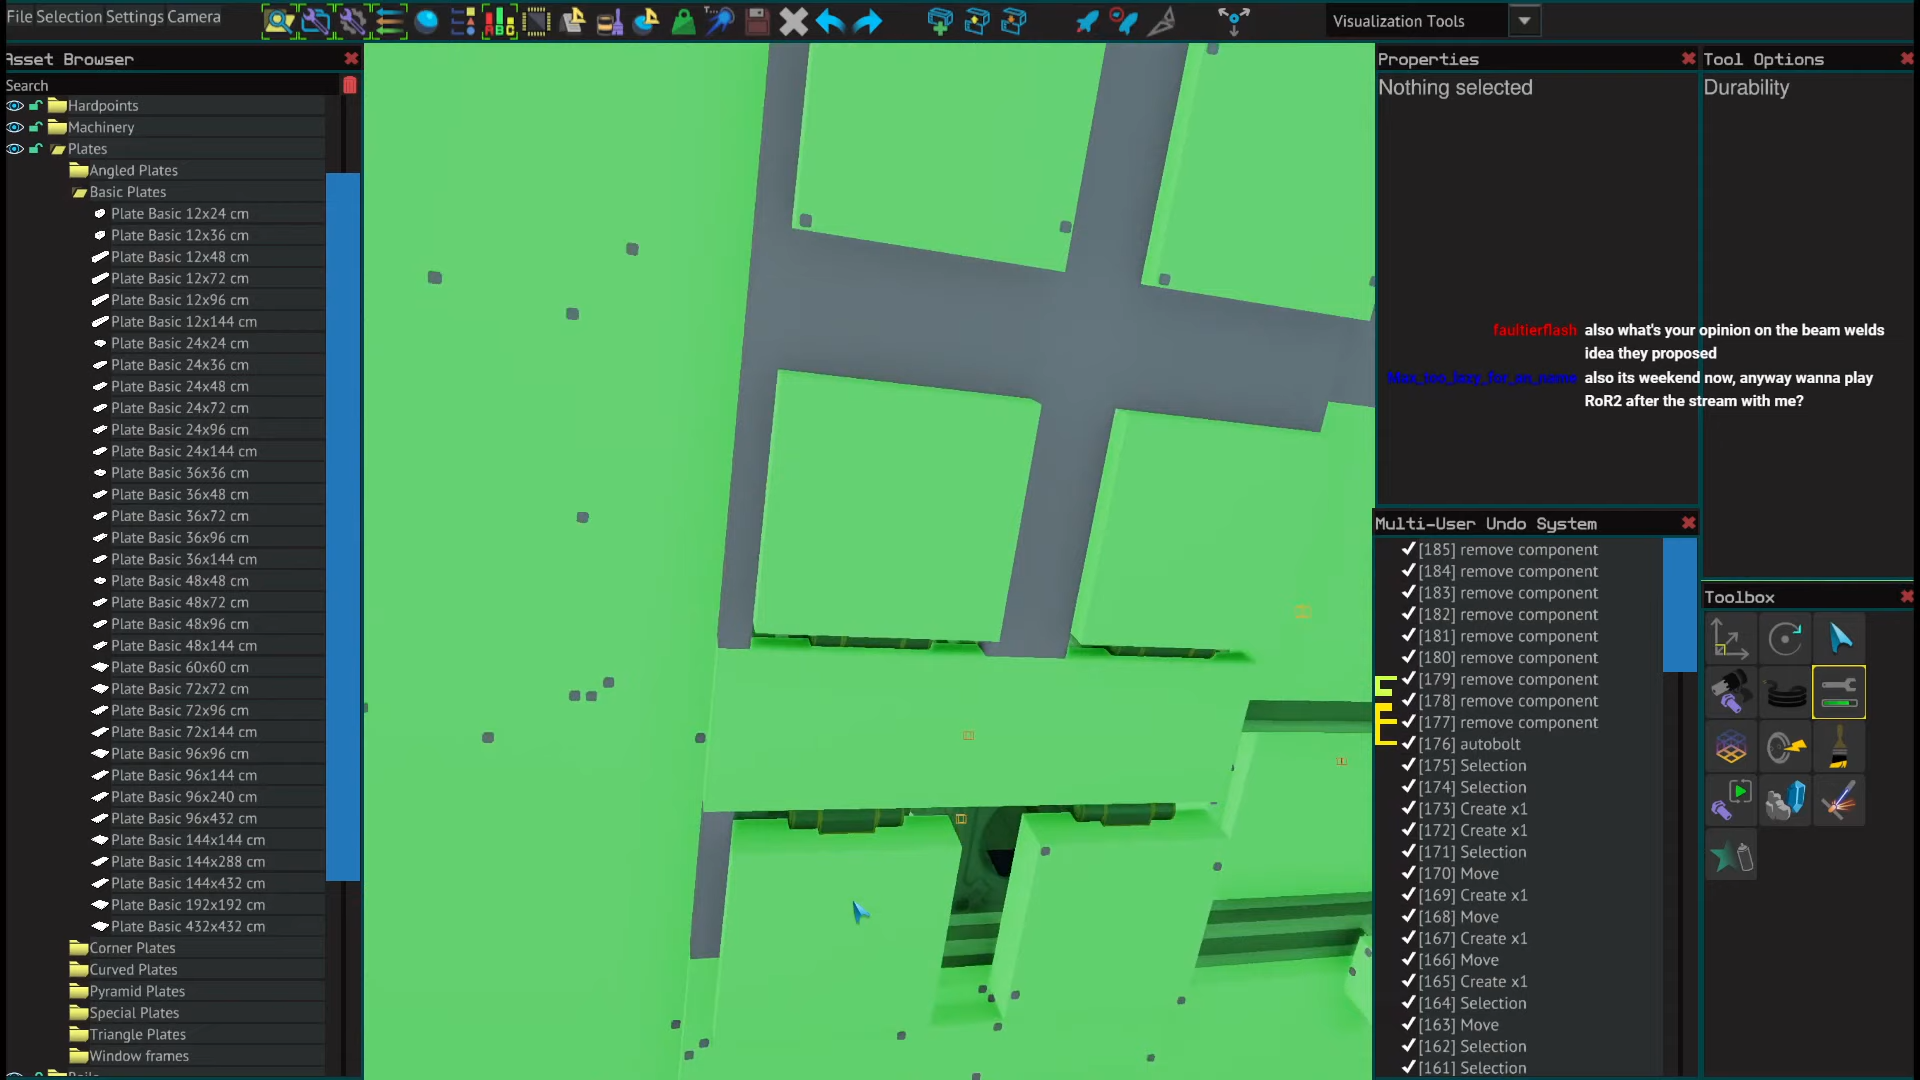 File Selection Settings Camera
Visualization Tools
Asset Browser
Search
Hardpoints
Machinery
Plates
Angled Plates
Basic Plates
Plate Basic 12x24 cm
Plate Basic 12x36 cm
Plate Basic 12x48 cm
Plate Basic 12x72 cm
Plate Basic 12x96 cm
Plate Basic 12x144 cm
Plate Basic 24x24 cm
Plate Basic 24x36 cm
Plate Basic 24x48 cm
Plate Basic 24x72 cm
Plate Basic 24x96 cm
Plate Basic 24x144 cm
Plate Basic 36x36 cm
Plate Basic 36x48 cm
Plate Basic 36x72 cm
Plate Basic 36x96 cm
Plate Basic 36x144 cm
Plate Basic 48x48 cm
Plate Basic 48x72 cm
Plate Basic 48x96 cm
Plate Basic 48x144 cm
Plate Basic 60x60 cm
Plate Basic 72x72 cm
Plate Basic 72x96 cm
Plate Basic 72x144 cm
Plate Basic 96x96 cm
Plate Basic 96x144 cm
Plate Basic 96x240 cm
Plate Basic 96x432 cm
Plate Basic 144x144 cm
Plate Basic 144x288 cm
Plate Basic 144x432 cm
Plate Basic 192x192 cm
Plate Basic 432x432 cm
Corner Plates
Curved Plates
Pyramid Plates
Special Plates
Triangle Plates
Window frames
Properties
Nothing selected
Tool Options
Durability
faultierflash also what's your opinion on the beam welds
idea they proposed
also its weekend now, anyway wanna play
RoR2 after the stream with me?
Multi-User Undo System
[185] remove component
[184] remove component
[183] remove component
[182] remove component
[181] remove component
[180] remove component
[179] remove component
[178] remove component
[177] remove component
[176] autobolt
[175] Selection
[174] Selection
[173] Create x1
[172] Create x1
[171] Selection
[170] Move
[169] Create x1
[168] Move
[167] Create x1
[166] Move
[165] Create x1
[164] Selection
[163] Move
[162] Selection
[161] Selection
Toolbox